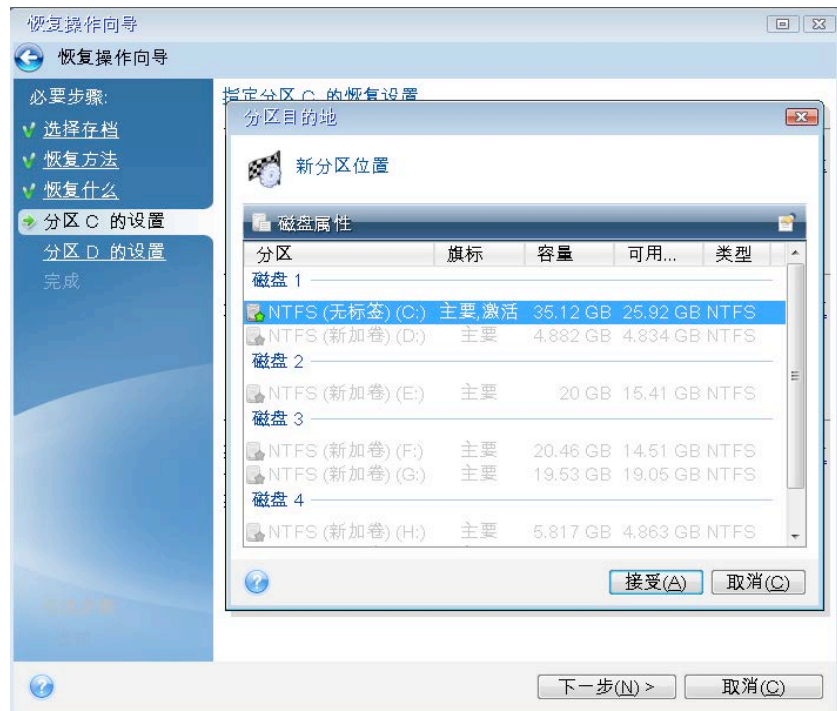 恢复操作向导
恢复操作向导
必要步骤:
选择存档
恢复方法
恢复什么
分区 C 的设置
分区 D 的设置
完成
指定分区 C 的恢复设置
分区目的地
新分区位置
磁盘属性
分区 旗标 容量 可用... 类型
磁盘 1
NTFS (无标签) (C:) 主要,激活 35.12 GB 25.92 GB NTFS
NTFS (新加卷) (D:) 主要 4.882 GB 4.834 GB NTFS
磁盘 2
NTFS (新加卷) (E:) 主要 20 GB 15.41 GB NTFS
磁盘 3
NTFS (新加卷) (F:) 主要 20.46 GB 14.51 GB NTFS
NTFS (新加卷) (G:) 主要 19.53 GB 19.05 GB NTFS
磁盘 4
NTFS (新加卷) (H:) 主要 5.817 GB 4.863 GB NTFS
接受(A) 取消(C)
下一步(N) > 取消(C)